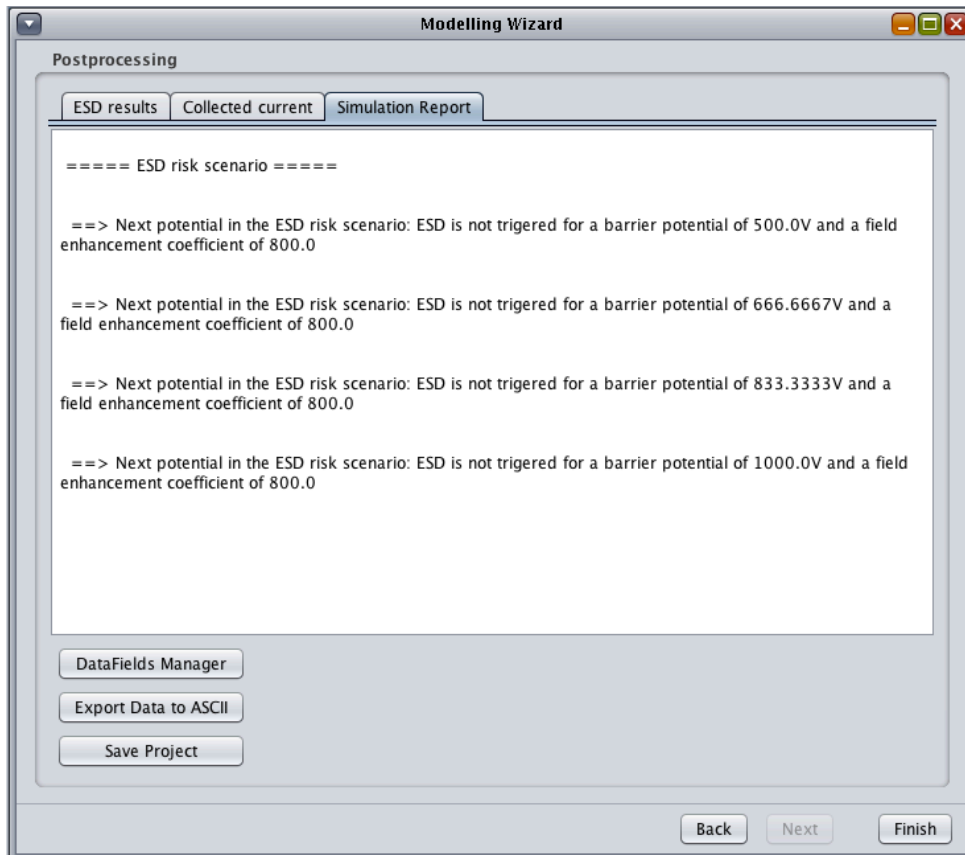 Modelling Wizard
Postprocessing
ESD results Collected current Simulation Report
===== ESD risk scenario =====
==> Next potential in the ESD risk scenario: ESD is not trigered for a barrier potential of 500.0V and a field
enhancement coefficient of 800.0
==> Next potential in the ESD risk scenario: ESD is not trigered for a barrier potential of 666.6667V and a
field enhancement coefficient of 800.0
==> Next potential in the ESD risk scenario: ESD is not trigered for a barrier potential of 833.3333V and a
field enhancement coefficient of 800.0
==> Next potential in the ESD risk scenario: ESD is not trigered for a barrier potential of 1000.0V and a field
enhancement coefficient of 800.0
DataFields Manager
Export Data to ASCII
Save Project
Back Next Finish